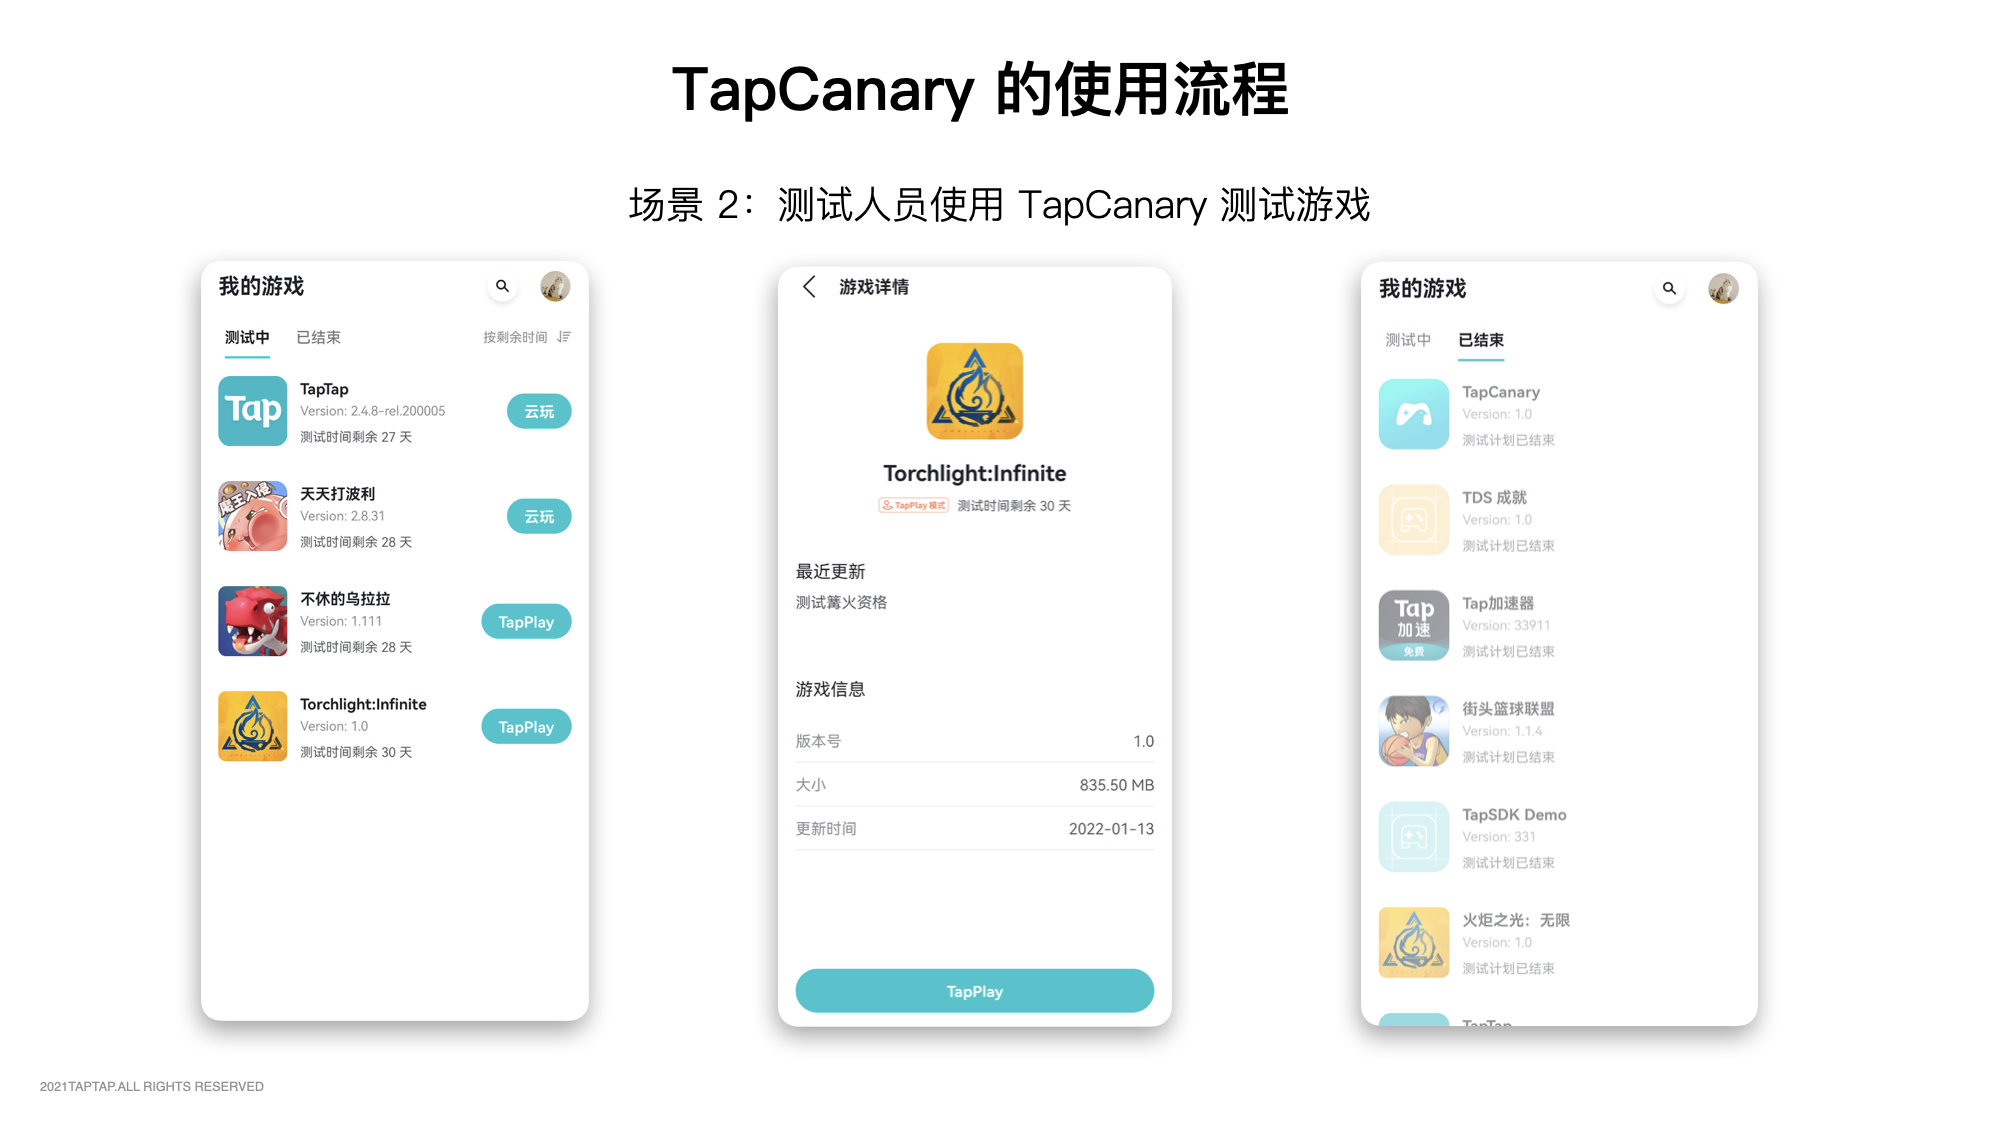 TapCanary 的使用流程
场景 2：测试人员使用 TapCanary 测试游戏
我的游戏
测试中 已结束 按剩余时间
Tap
TapTap
Version: 2.4.8-rel.200005
测试时间剩余 27 天
云玩
魔王入侵
天天打波利
Version: 2.8.31
测试时间剩余 28 天
云玩
不休的乌拉拉
Version: 1.111
测试时间剩余 28 天
TapPlay
Torchlight:Infinite
Version: 1.0
测试时间剩余 30 天
TapPlay
游戏详情
Torchlight:Infinite
TapPlay 模式 测试时间剩余 30 天
最近更新
测试篝火资格
游戏信息
版本号 1.0
大小 835.50 MB
更新时间 2022-01-13
TapPlay
我的游戏
测试中 已结束
TapCanary
Version: 1.0
测试计划已结束
TDS 成就
Version: 1.0
测试计划已结束
Tap
加速
免费
Tap加速器
Version: 33911
测试计划已结束
街头篮球联盟
Version: 1.1.4
测试计划已结束
TapSDK Demo
Version: 331
测试计划已结束
火炬之光：无限
Version: 1.0
测试计划已结束
TapTap
2021TAPTAP.ALL RIGHTS RESERVED